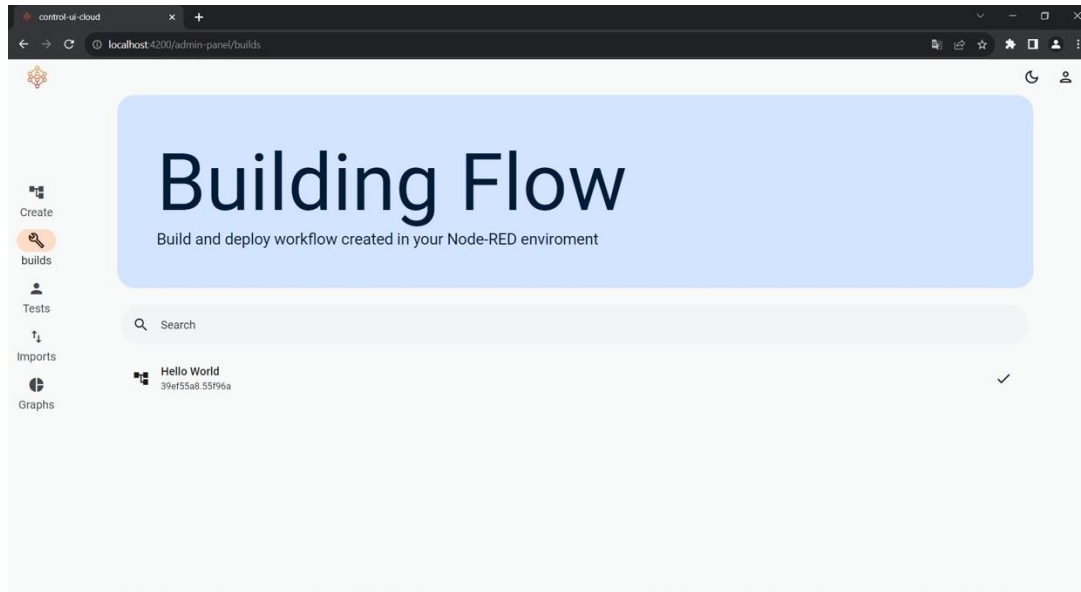 control-ui-cloud
localhost:4200/admin-panel/builds
Building Flow
Build and deploy workflow created in your Node-RED enviroment
Create
builds
Tests
Imports
Graphs
Search
Hello World
39ef55a8.55f96a